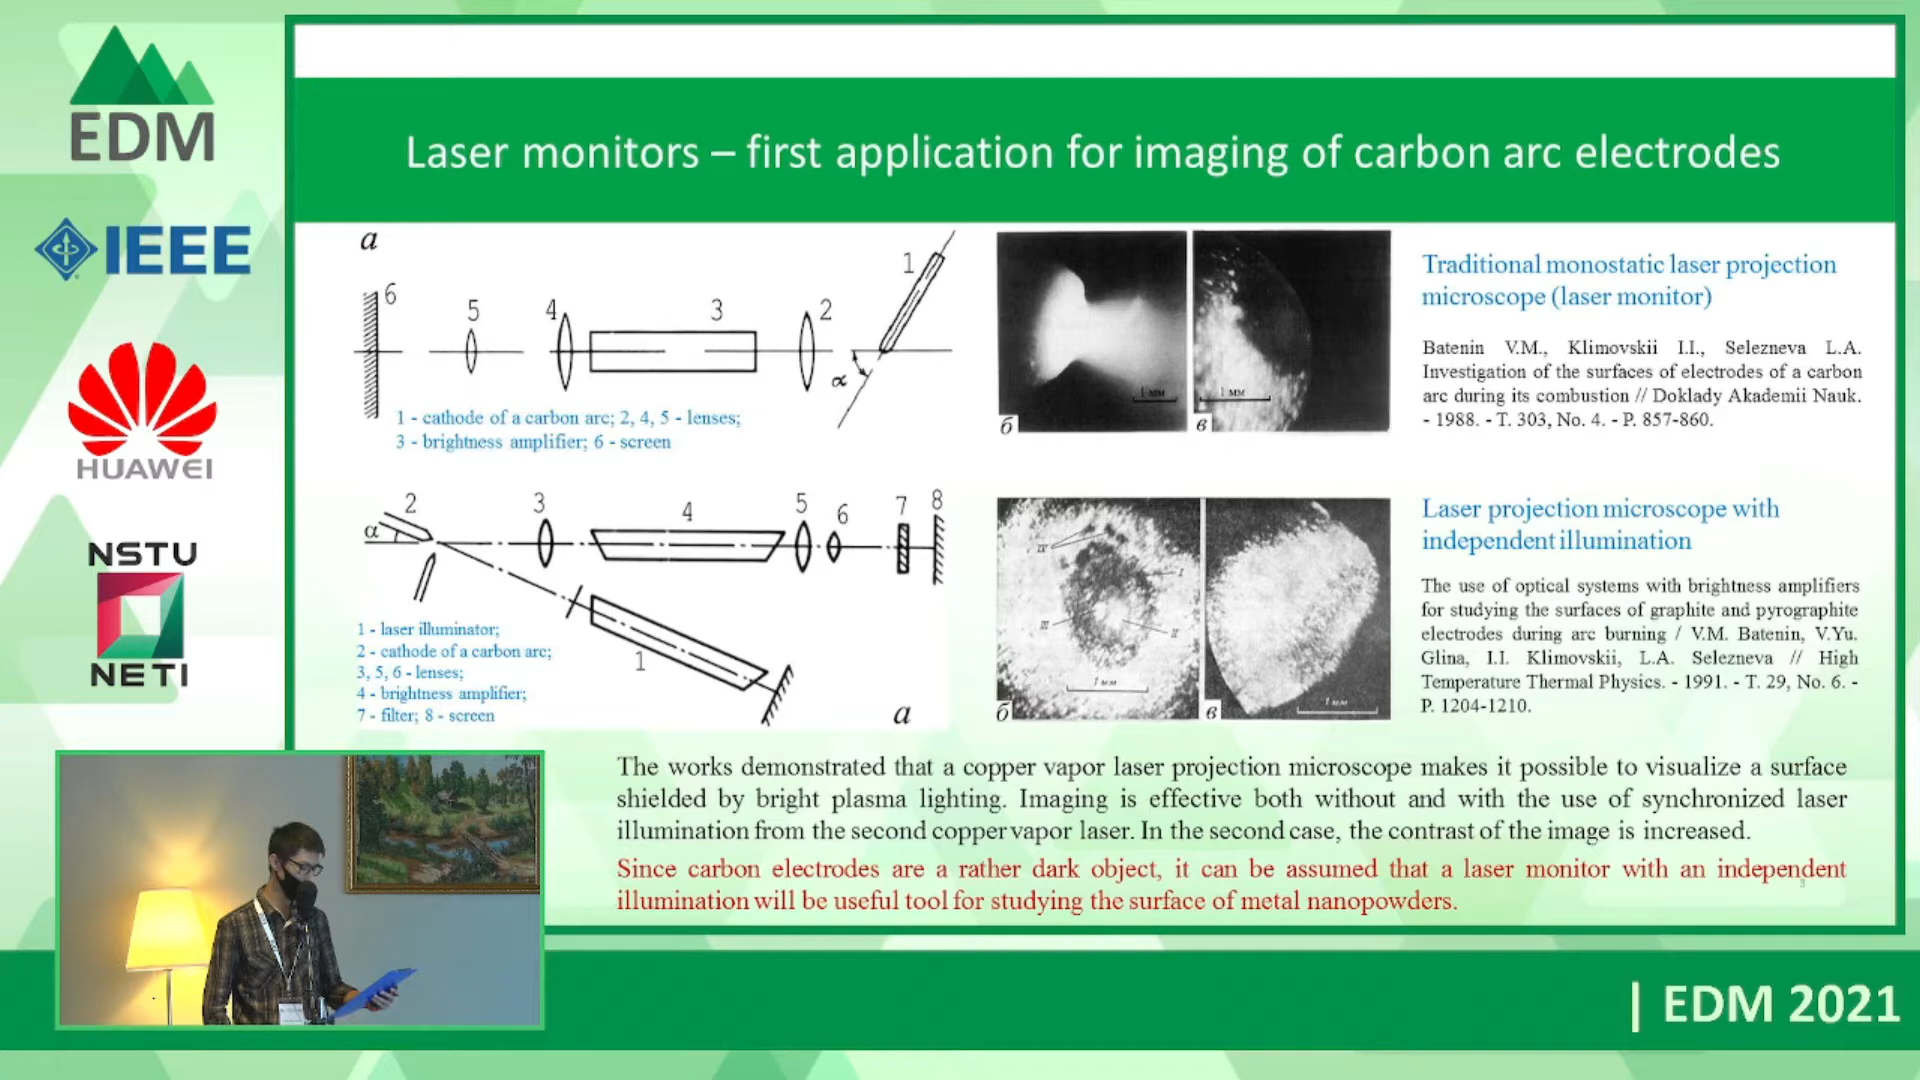 EDM
IEEE
HUAWEI
NSTU
NETI
Laser monitors – first application for imaging of carbon arc electrodes
a
6
5
4
3
2
1
α
1 - cathode of a carbon arc; 2, 4, 5 - lenses;
3 - brightness amplifier; 6 - screen
1 мм
1 мм
б
в
Traditional monostatic laser projection
microscope (laser monitor)
Batenin V.M., Klimovskii I.I., Selezneva L.A.
Investigation of the surfaces of electrodes of a carbon
arc during its combustion // Doklady Akademii Nauk.
- 1988. - T. 303, No. 4. - P. 857-860.
α
2
3
4
5
6
7
8
1
1 - laser illuminator;
2 - cathode of a carbon arc;
3, 5, 6 - lenses;
4 - brightness amplifier;
7 - filter; 8 - screen
a
I
II
1 мм
1 мм
б
в
Laser projection microscope with
independent illumination
The use of optical systems with brightness amplifiers
for studying the surfaces of graphite and pyrographite
electrodes during arc burning / V.M. Batenin, V.Yu.
Glina, I.I. Klimovskii, L.A. Selezneva // High
Temperature Thermal Physics. - 1991. - T. 29, No. 6. -
P. 1204-1210.
The works demonstrated that a copper vapor laser projection microscope makes it possible to visualize a surface
shielded by bright plasma lighting. Imaging is effective both without and with the use of synchronized laser
illumination from the second copper vapor laser. In the second case, the contrast of the image is increased.
Since carbon electrodes are a rather dark object, it can be assumed that a laser monitor with an independent
illumination will be useful tool for studying the surface of metal nanopowders.
3
| EDM 2021